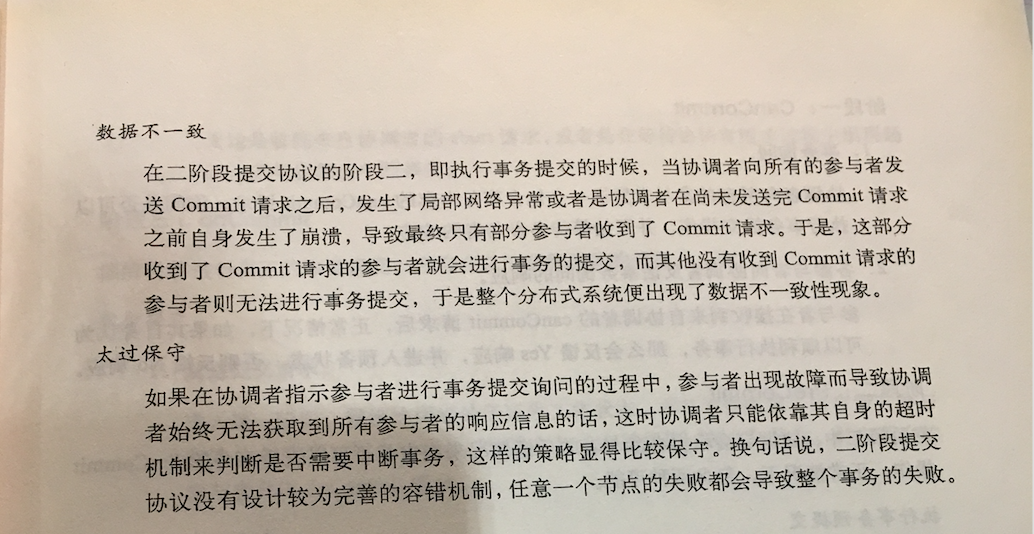 数据不一致
在二阶段提交协议的阶段二，即执行事务提交的时候，当协调者向所有的参与者发
送 Commit 请求之后，发生了局部网络异常或者是协调者在尚未发送完 Commit 请求
之前自身发生了崩溃，导致最终只有部分参与者收到了 Commit 请求。于是，这部分
收到了 Commit 请求的参与者就会进行事务的提交，而其他没有收到 Commit 请求的
参与者则无法进行事务提交，于是整个分布式系统便出现了数据不一致性现象。
太过保守
如果在协调者指示参与者进行事务提交询问的过程中，参与者出现故障而导致协调
者始终无法获取到所有参与者的响应信息的话，这时协调者只能依靠其自身的超时
机制来判断是否需要中断事务，这样的策略显得比较保守。换句话说，二阶段提交
协议没有设计较为完善的容错机制，任意一个节点的失败都会导致整个事务的失败。